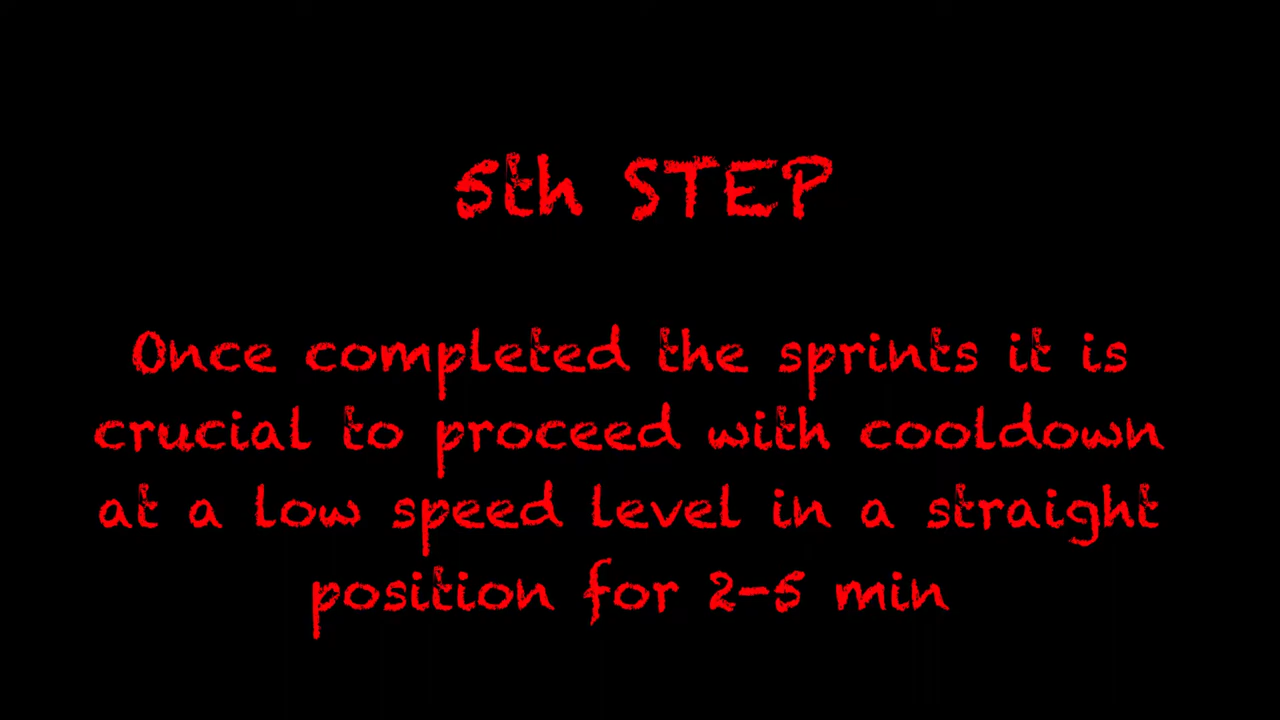 5th STEP
Once completed the sprints it is
crucial to proceed with cooldown
at a low speed level in a straight
position for 2-5 min